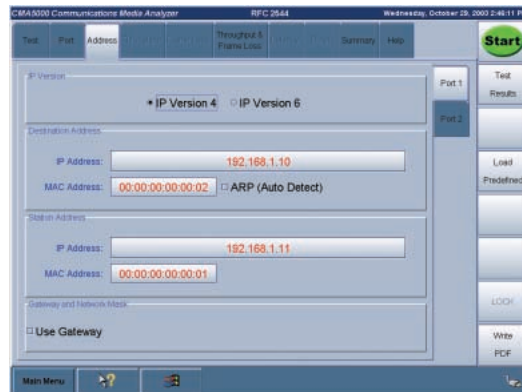 CMA5000 Communications Media Analyzer RFC 2544 Wednesday, October 29, 2003 2:46:11 P
Test Port Address Throughput & Frame Loss Summary Help
Start
IP Version
IP Version 4 IP Version 6
Port 1
Port 2
Test Results
Destination Address
IP Address: 192.168.1.10
MAC Address: 00:00:00:00:00:02 ARP (Auto Detect)
Load Predefined
Station Address
IP Address: 192.168.1.11
MAC Address: 00:00:00:00:00:01
Gateway and Network Mask
Use Gateway
LOCK
Write PDF
Main Menu